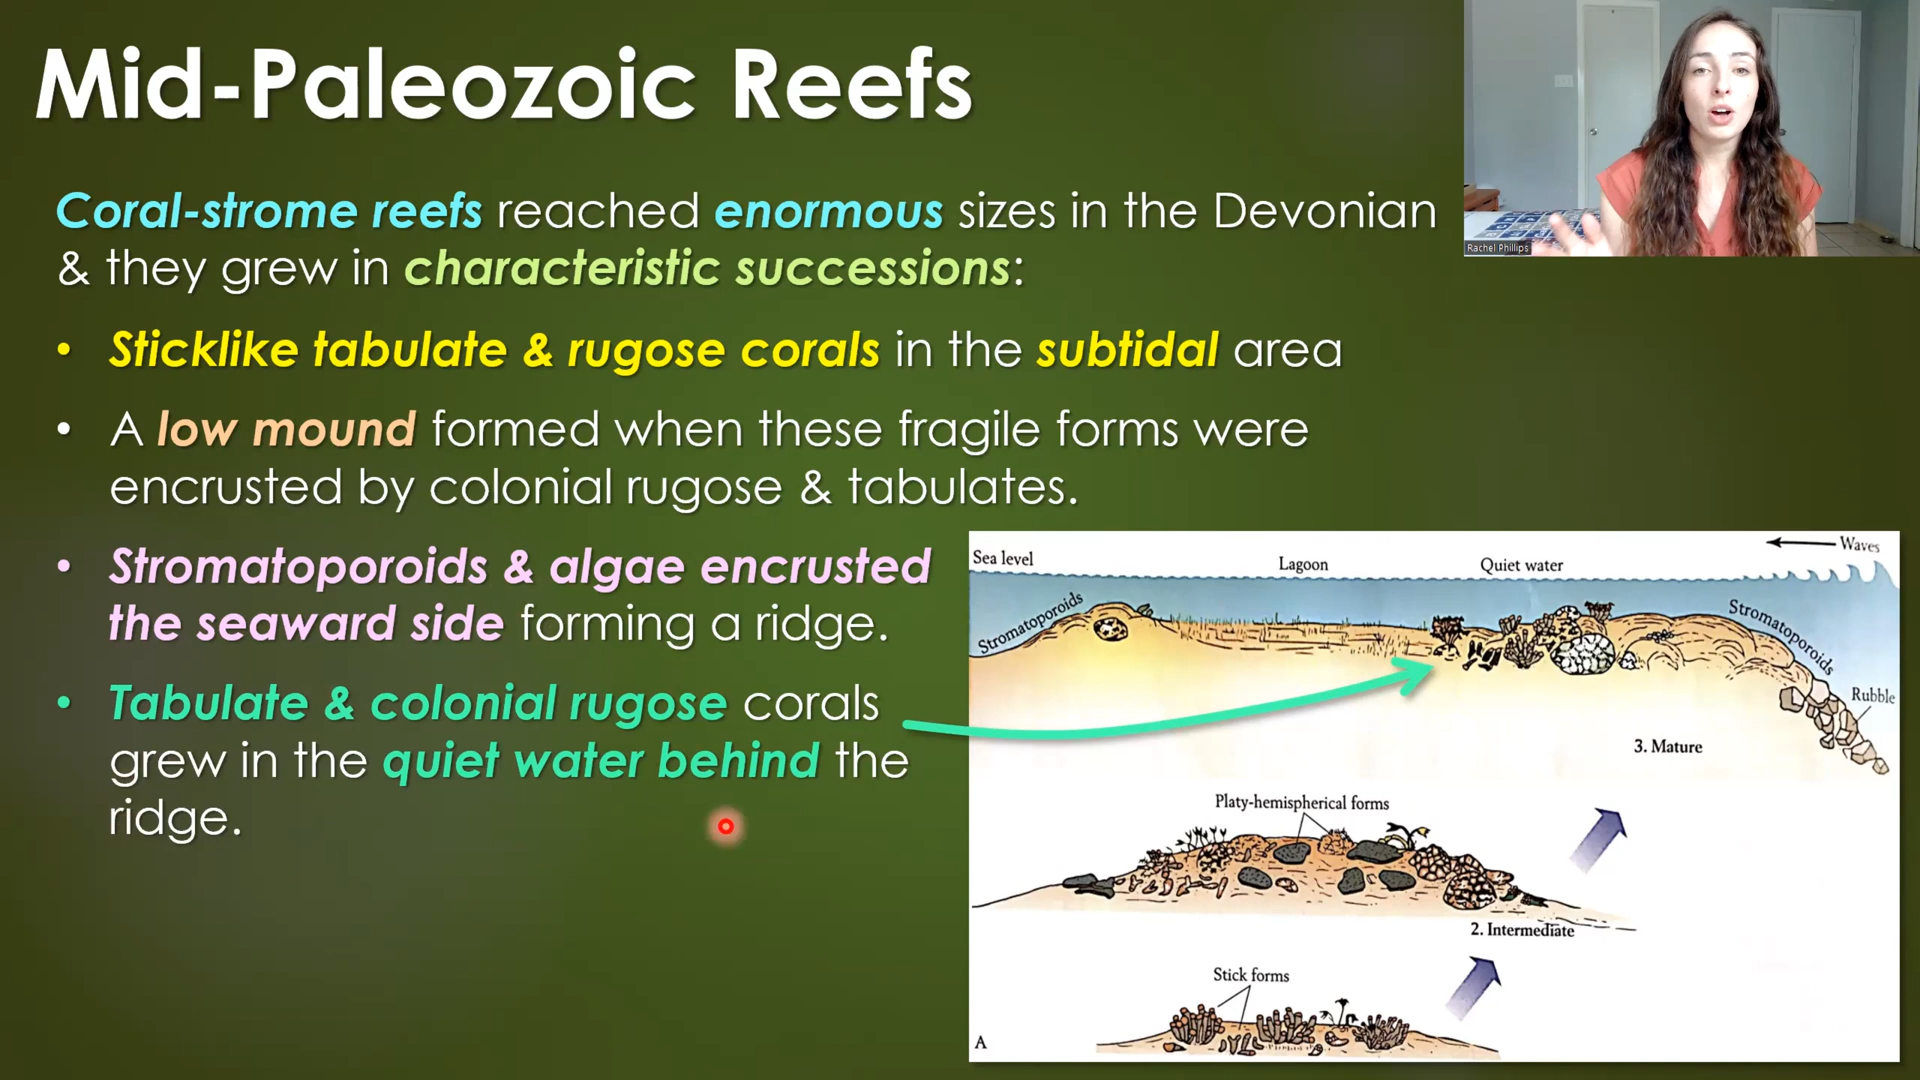 Mid-Paleozoic Reefs
Rachel Phillips
Coral-strome reefs reached enormous sizes in the Devonian
& they grew in characteristic successions:
• Sticklike tabulate & rugose corals in the subtidal area
• A low mound formed when these fragile forms were
encrusted by colonial rugose & tabulates.
• Stromatoporoids & algae encrusted
the seaward side forming a ridge.
• Tabulate & colonial rugose corals
grew in the quiet water behind the
ridge.
Waves
Sea level
Lagoon
Quiet water
Stromatoporoids
Stromatoporoids
Rubble
3. Mature
Platy-hemispherical forms
2. Intermediate
Stick forms
A